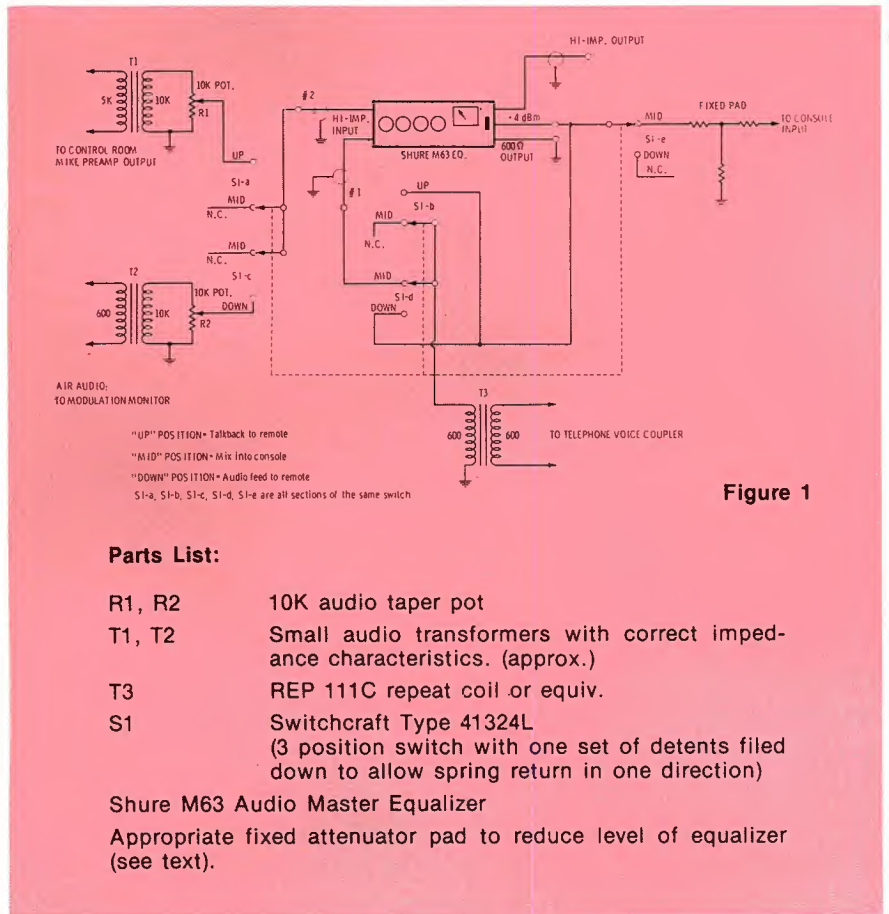 HI-IMP. OUTPUT
T1
10K POT.
5K
10K
R1
#2
HI-IMP.
INPUT
+4 dBm
600Ω
OUTPUT
SHURE M63 EQ.
MID
FIXED PAD
TO CONSOLE
INPUT
S1-e
DOWN
N.C.
TO CONTROL ROOM
MIKE PREAMP OUTPUT
UP
S1-a
MID
N.C.
MID
N.C.
S1-c
#1
UP
S1-b
MID
N.C.
MID
S1-d
DOWN
T2
10K POT.
600
10K
DOWN
R2
AIR AUDIO:
TO MODULATION MONITOR
T3
600
600
TO TELEPHONE VOICE COUPLER
"UP" POSITION= Talkback to remote
"MID" POSITION= Mix into console
"DOWN" POSITION= Audio feed to remote
S1-a, S1-b, S1-c, S1-d, S1-e are all sections of the same switch
Figure 1
Parts List:
R1, R2 10K audio taper pot
T1, T2 Small audio transformers with correct imped-
ance characteristics. (approx.)
T3 REP 111C repeat coil or equiv.
S1 Switchcraft Type 41324L
(3 position switch with one set of detents filed
down to allow spring return in one direction)
Shure M63 Audio Master Equalizer
Appropriate fixed attenuator pad to reduce level of equalizer
(see text).